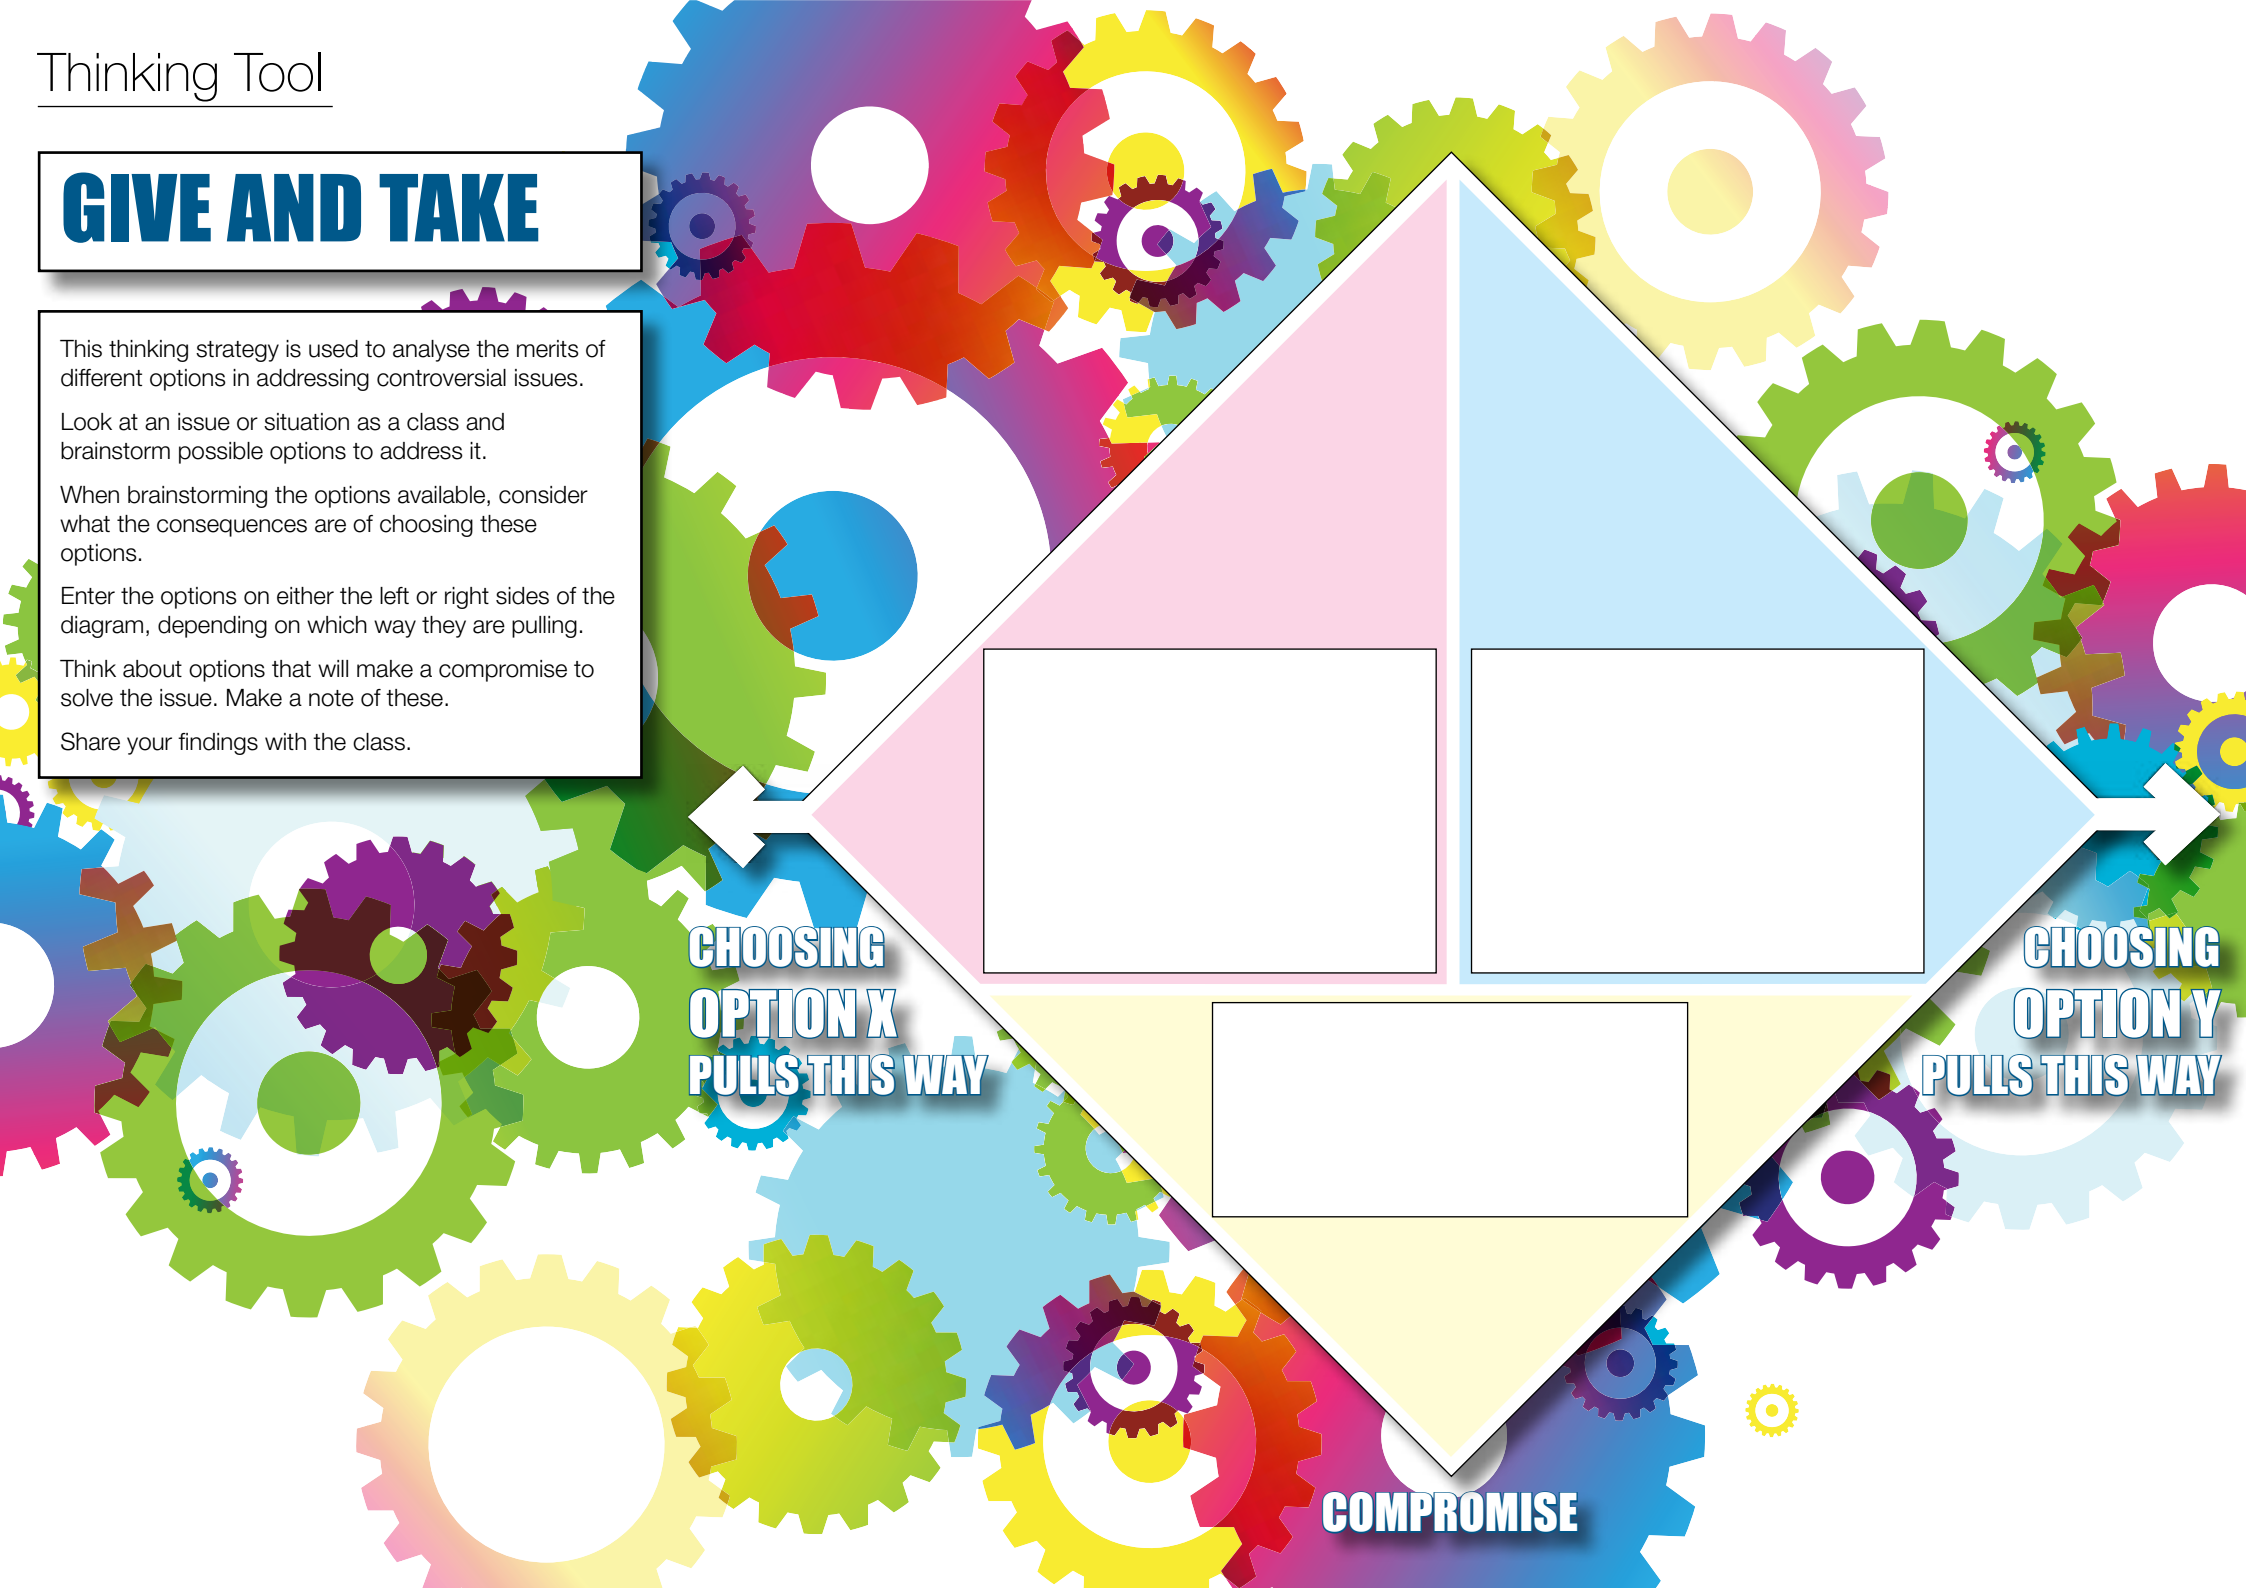 Thinking Tool
GIVE AND TAKE
This thinking strategy is used to analyse the merits of
different options in addressing controversial issues.
Look at an issue or situation as a class and
brainstorm possible options to address it.
When brainstorming the options available, consider
what the consequences are of choosing these
options.
Enter the options on either the left or right sides of the
diagram, depending on which way they are pulling.
Think about options that will make a compromise to
solve the issue. Make a note of these.
Share your findings with the class.
CHOOSING
OPTION X
PULLS THIS WAY
CHOOSING
OPTION Y
PULLS THIS WAY
COMPROMISE